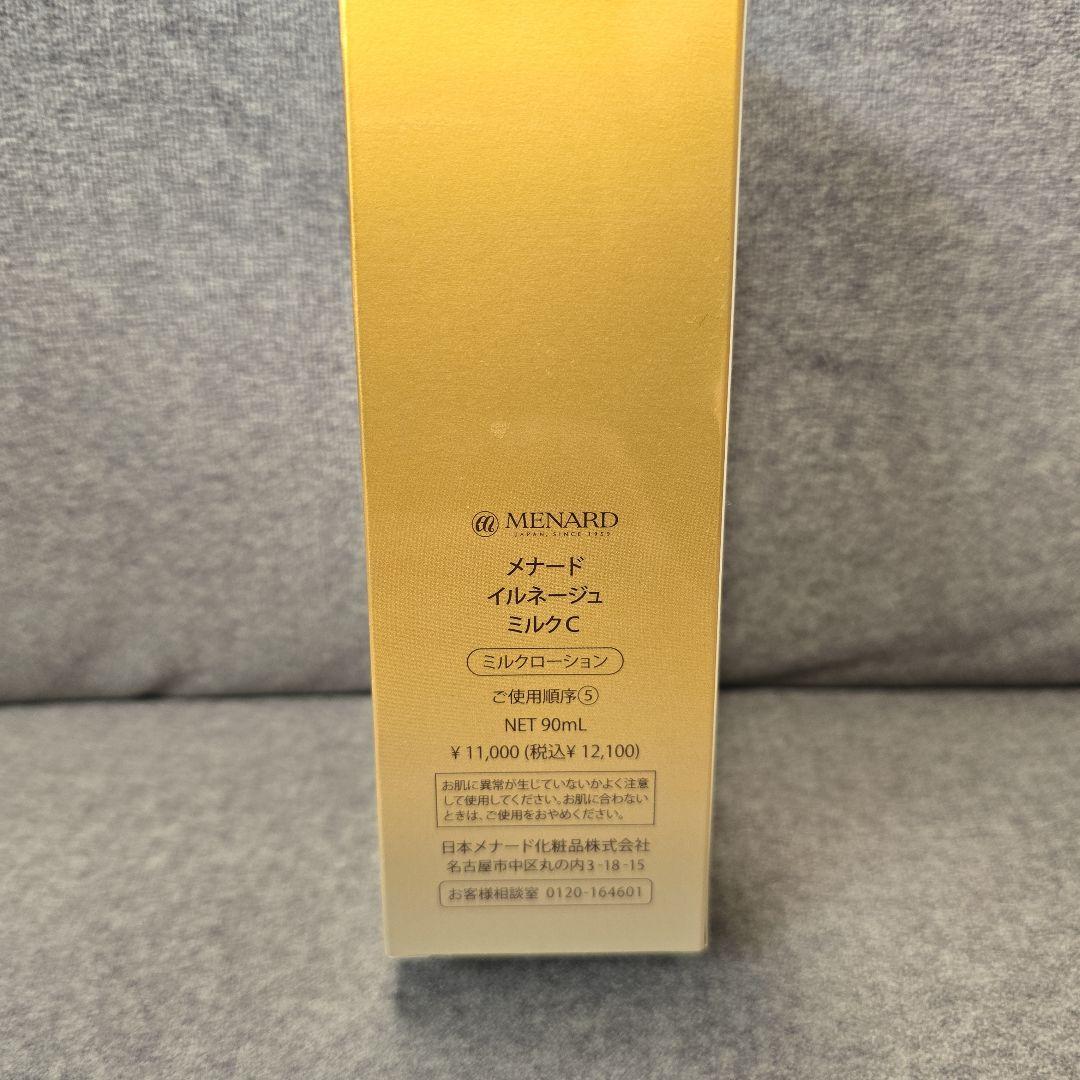 MENARD
JAPAN, SINCE 1959
メナード
イルネージュ
ミルクC
ミルクローション
ご使用順序⑤
NET 90mL
¥11,000 (税込¥12,100)
お肌に異常が生じていないかよく注意
して使用してください。お肌に合わない
ときは、ご使用をおやめください。
日本メナード化粧品株式会社
名古屋市中区丸の内3-18-15
お客様相談室 0120-164601